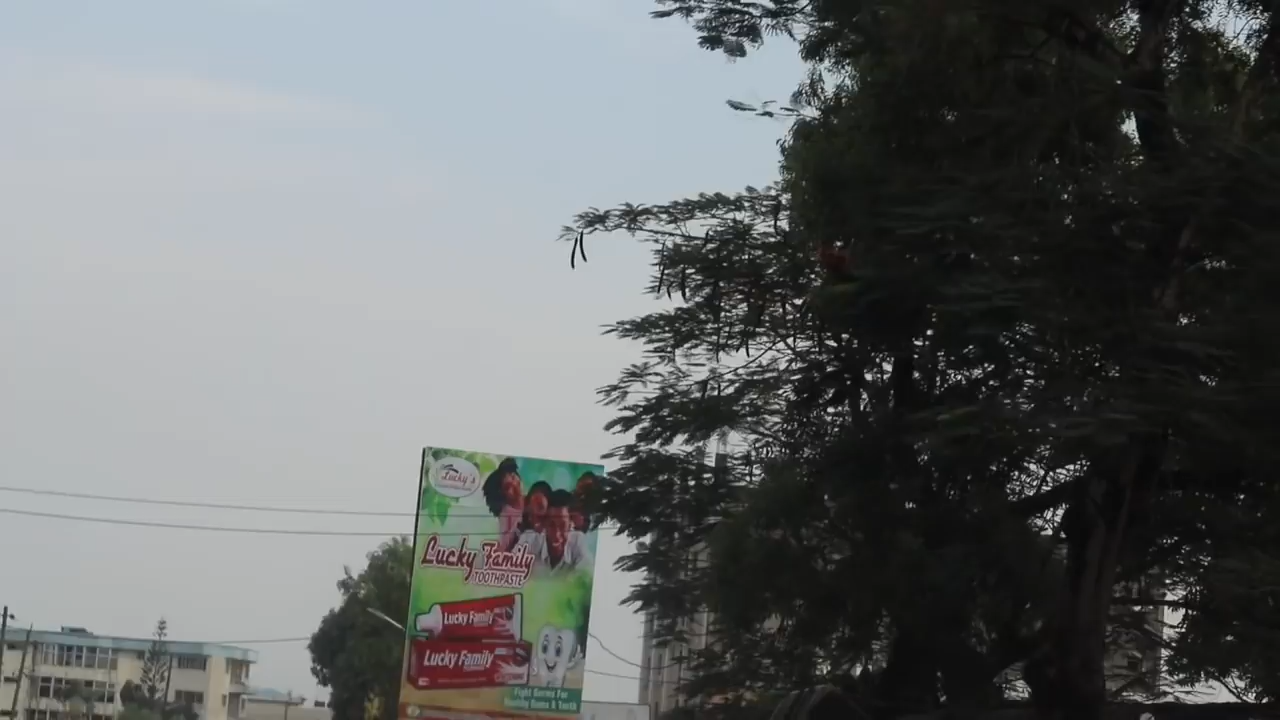 Lucky's
Lucky Family
TOOTHPASTE
Lucky Family
Lucky Family
Fight Germs For
Healthy Gums & Teeth